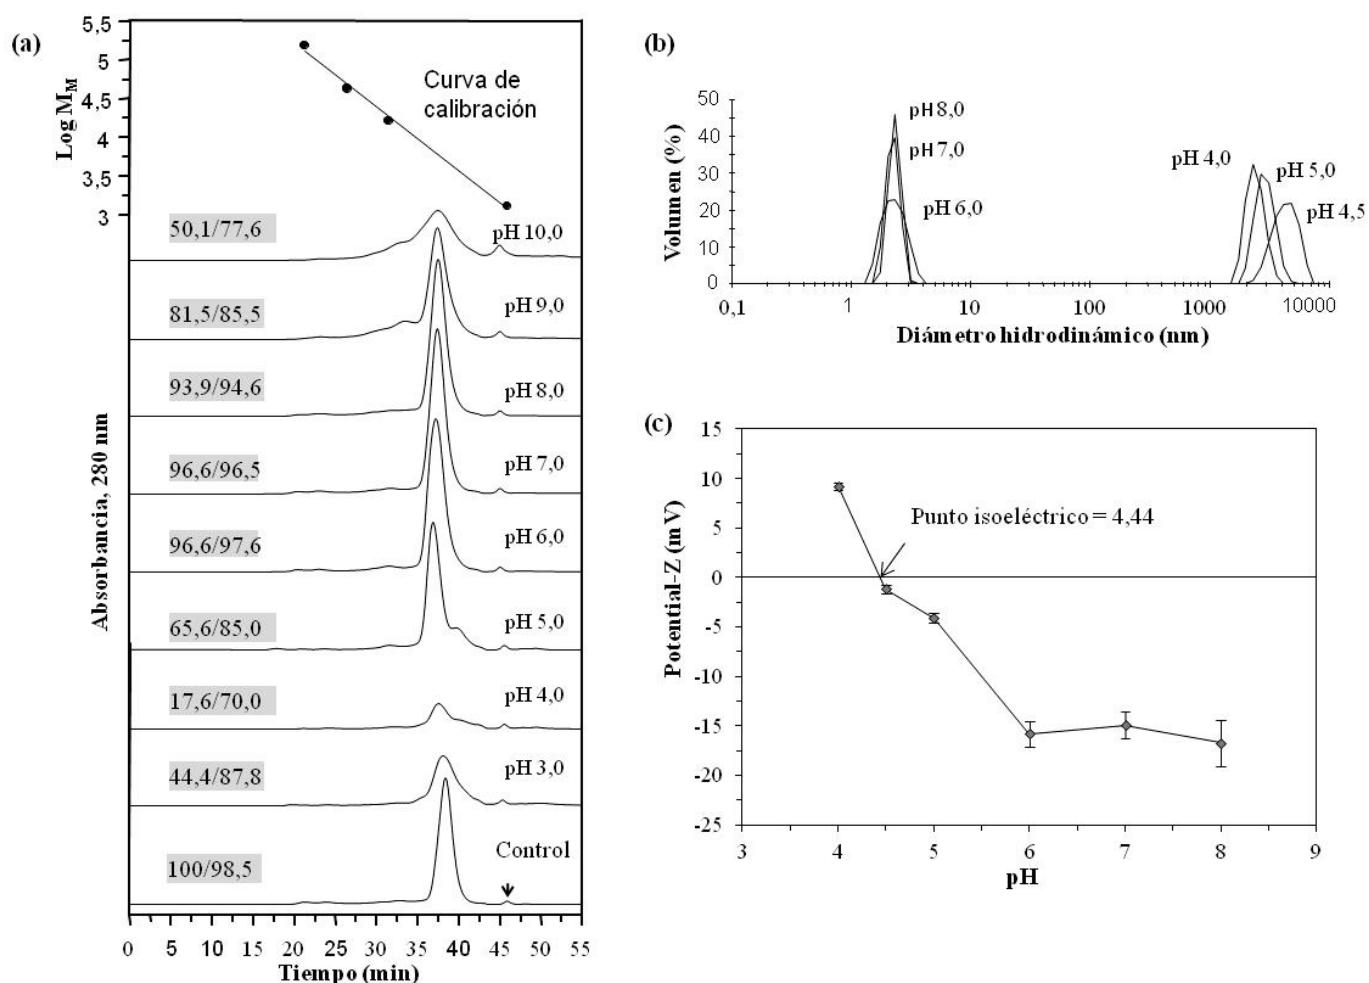 (a)
5,5
5
4,5
4
3,5
3
Log M_M
Curva de
calibración
50,1/77,6
pH 10,0
81,5/85,5
pH 9,0
93,9/94,6
pH 8,0
96,6/96,5
pH 7,0
96,6/97,6
pH 6,0
65,6/85,0
pH 5,0
17,6/70,0
pH 4,0
44,4/87,8
pH 3,0
Control
100/98,5
Absorbancia, 280 nm
0 5 10 15 20 25 30 35 40 45 50 55
Tiempo (min)
(b)
50
40
30
20
10
0
Volumen (%)
pH 8,0
pH 7,0
pH 6,0
pH 4,0
pH 5,0
pH 4,5
0,1 1 10 100 1000 10000
Diámetro hidrodinámico (nm)
(c)
15
10
5
0
-5
-10
-15
-20
-25
Potential-Z (mV)
Punto isoeléctrico = 4,44
3 4 5 6 7 8 9
pH